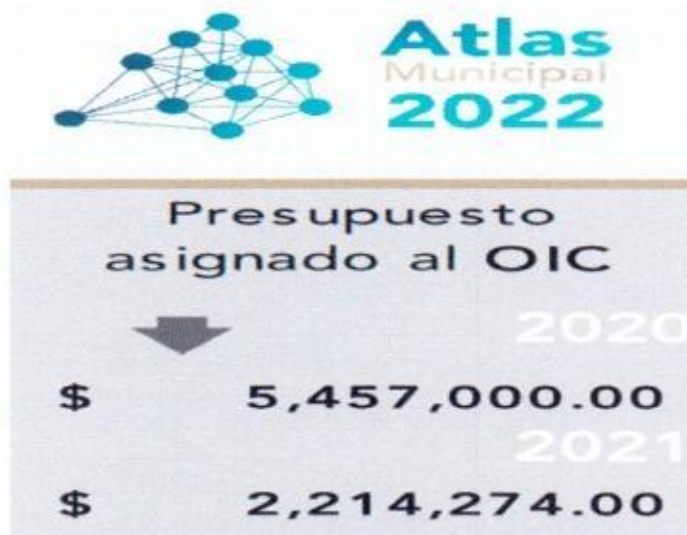 Atlas
Municipal
2022
Presupuesto
asignado al OIC
2020
$ 5,457,000.00
2021
$ 2,214,274.00